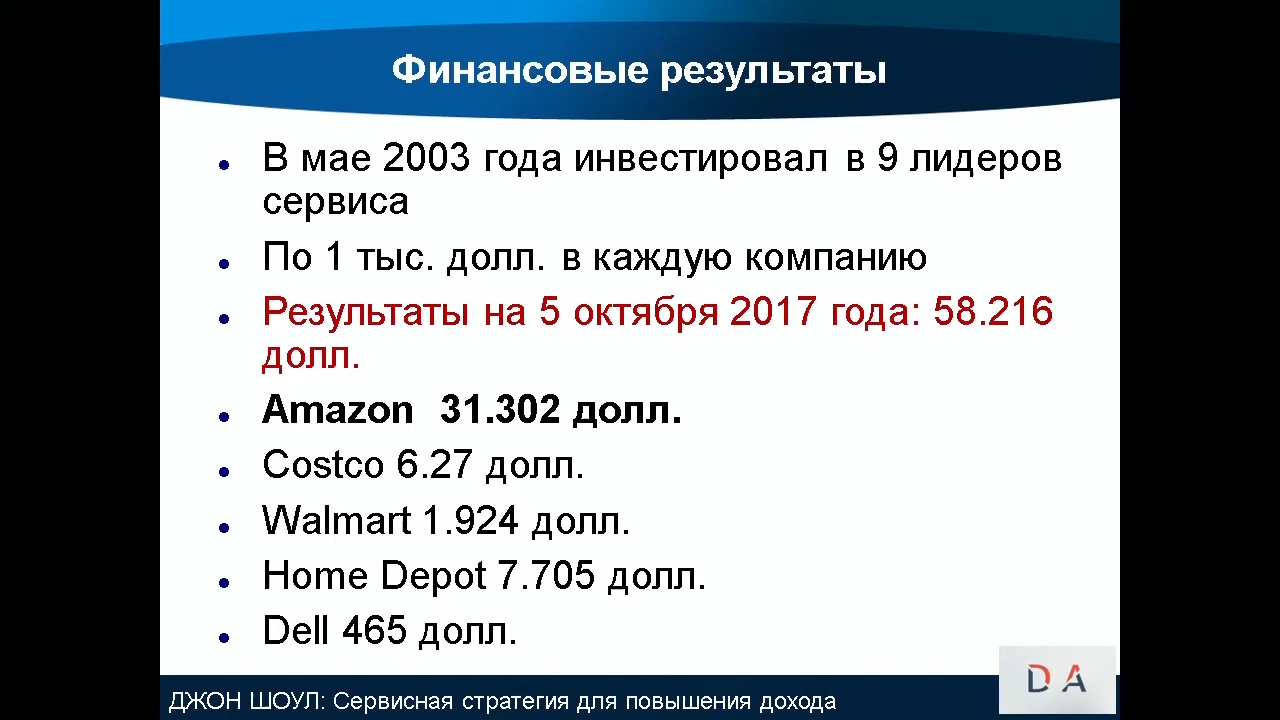 Финансовые результаты
В мае 2003 года инвестировал в 9 лидеров
сервиса
По 1 тыс. долл. в каждую компанию
Результаты на 5 октября 2017 года: 58.216
долл.
Amazon 31.302 долл.
Costco 6.27 долл.
Walmart 1.924 долл.
Home Depot 7.705 долл.
Dell 465 долл.
ДЖОН ШОУЛ: Сервисная стратегия для повышения дохода
DA